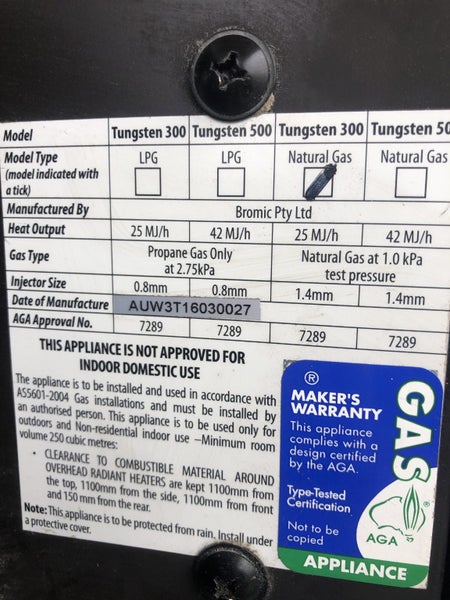 Model Tungsten 300 Tungsten 500 Tungsten 300 Tungsten 50
Model Type LPG LPG Natural Gas Natural Gas
(model indicated with
a tick)
Manufactured By Bromic Pty Ltd
Heat Output 25 MJ/h 42 MJ/h 25 MJ/h 42 MJ/h
Gas Type Propane Gas Only Natural Gas at 1.0 kPa
at 2.75kPa test pressure
Injector Size 0.8mm 0.8mm 1.4mm 1.4mm
Date of Manufacture AUW3T16030027
AGA Approval No. 7289 7289 7289 7289
THIS APPLIANCE IS NOT APPROVED FOR
INDOOR DOMESTIC USE
The appliance is to be installed and used in accordance with
AS5601-2004 Gas installations and must be installed by
an authorised person. This appliance is to be used only for
outdoors and Non-residential indoor use –Minimum room
volume 250 cubic metres:
· CLEARANCE TO COMBUSTIBLE MATERIAL AROUND
OVERHEAD RADIANT HEATERS are kept 1100mm from
the top, 1100mm from the side, 1100mm from front
and 150 mm from the rear.
Note: This appliance is to be protected from rain. Install under
a protective cover.
®
MAKER'S
WARRANTY
This appliance
complies with a
design certified
by the AGA.
Type-Tested
Certification
Not to be
copied
GAS
AGA
APPLIANCE